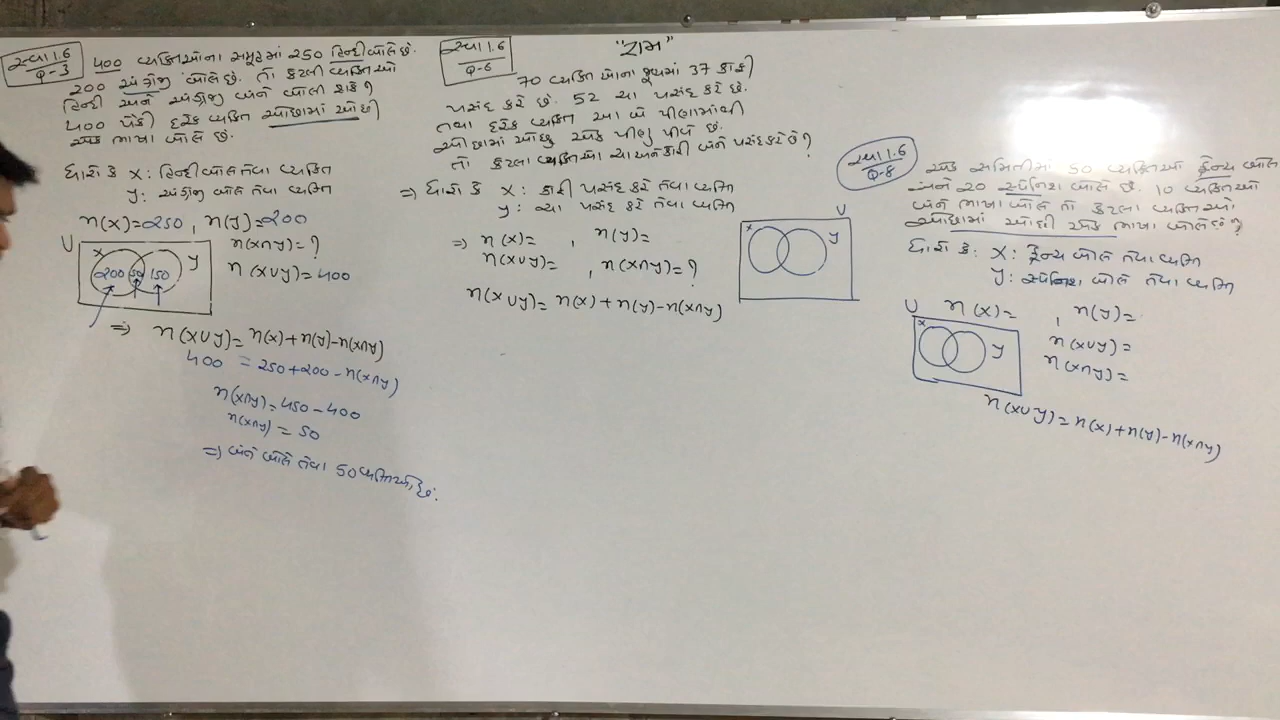 સ્વા 1.6
Q-3
400 વ્યક્તિઓના સમૂહમાં 250 હિન્દી બોલે છે.
200 અંગ્રેજી બોલે છે. તો કેટલી વ્યક્તિઓ
હિન્દી અને અંગ્રેજી બંને બોલી શકે?
400 પૈકી દરેક વ્યક્તિ ઓછામાં ઓછી
એક ભાષા બોલે છે.
ધારો કે X: હિન્દી બોલે તેવા વ્યક્તિ
y: અંગ્રેજી બોલે તેવા વ્યક્તિ
n(x)=250, n(y)=200
n(x∩y)=?
n(x∪y)=400
U
x
y
200 50 150
⇒ n(x∪y)=n(x)+n(y)-n(x∩y)
400 = 250+200-n(x∩y)
n(x∩y)=450-400
n(x∩y)=50
⇒ બંને બોલે તેવા 50 વ્યક્તિઓ છે.
સ્વા 1.6
Q-6
"રામ"
70 વ્યક્તિઓના જૂથમાં 37 કોફી
પસંદ કરે છે. 52 ચા પસંદ કરે છે.
તથા દરેક વ્યક્તિ આ બે પીણામાંથી
ઓછામાં ઓછુ એક પીણુ પીવે છે.
તો કેટલા વ્યક્તિઓ ચા અને કોફી બંને પસંદ કરે છે?
⇒ ધારો કે X: કોફી પસંદ કરે તેવા વ્યક્તિ
y: ચા પસંદ કરે તેવા વ્યક્તિ
⇒ n(x)= , n(y)=
n(x∪y)= , n(x∩y)=?
n(x∪y)=n(x)+n(y)-n(x∩y)
U
x
y
સ્વા 1.6
Q-8
એક સમિતીમાં 50 વ્યક્તિઓ ફ્રેન્ચ બોલે
અને 20 સ્પેનિશ બોલે છે. 10 વ્યક્તિઓ
બંને ભાષા બોલે તો કેટલા વ્યક્તિઓ
ઓછામાં ઓછી એક ભાષા બોલે છે?
ધારો કે: X: ફ્રેન્ચ બોલે તેવા વ્યક્તિ
y: સ્પેનિશ બોલે તેવા વ્યક્તિ
U
n(x)= , n(y)=
n(x∪y)=
n(x∩y)=
x
y
n(x∪y)=n(x)+n(y)-n(x∩y)